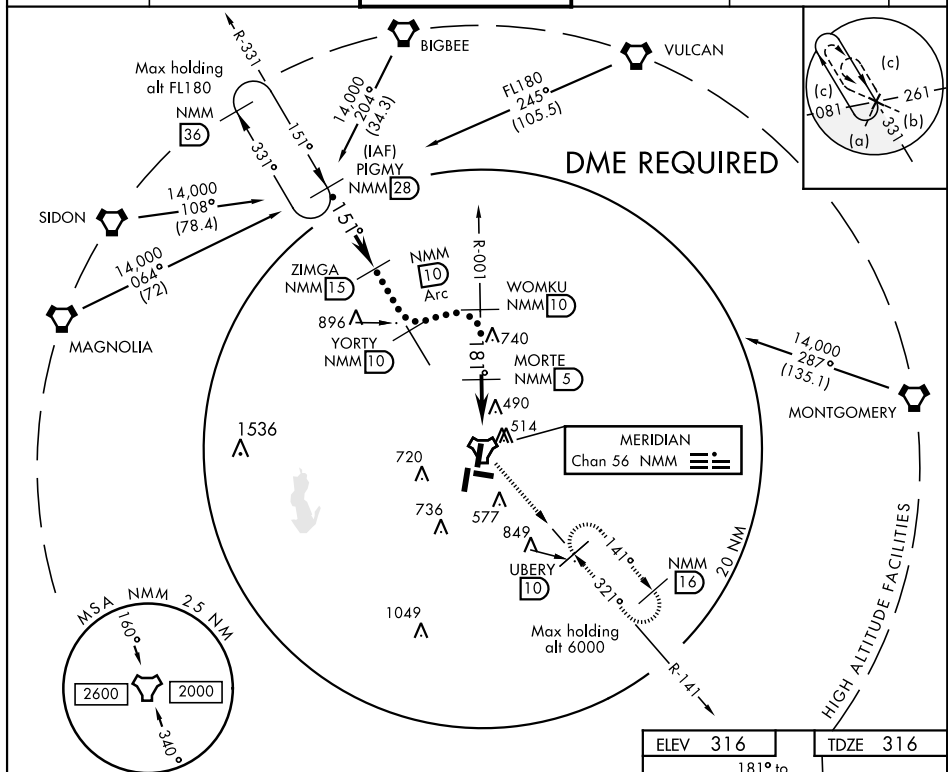 R-331
Max holding
alt FL180
NMM
36
151°
331°
BIGBEE
14,000
204°
(34.3)
VULCAN
FL180
245°
(105.5)
(c)
(c)
081
261
(a)
(b)
331
(IAF)
PIGMY
NMM 28
DME REQUIRED
SIDON
14,000
108°
(78.4)
14,000
064°
(72)
MAGNOLIA
151°
ZIMGA
NMM 15
NMM
10
Arc
R-001
WOMKU
NMM 10
896
YORTY
NMM 10
740
181°
MORTE
NMM 5
14,000
287°
(135.1)
MONTGOMERY
490
514
1536
MERIDIAN
Chan 56 NMM
720
736
577
849
UBERY
10
141°
321°
NMM
16
20 NM
Max holding
alt 6000
1049
R-141
HIGH ALTITUDE FACILITIES
MSA NMM 25 NM
160°
2600
2000
340°
ELEV 316
TDZE 316
181° to